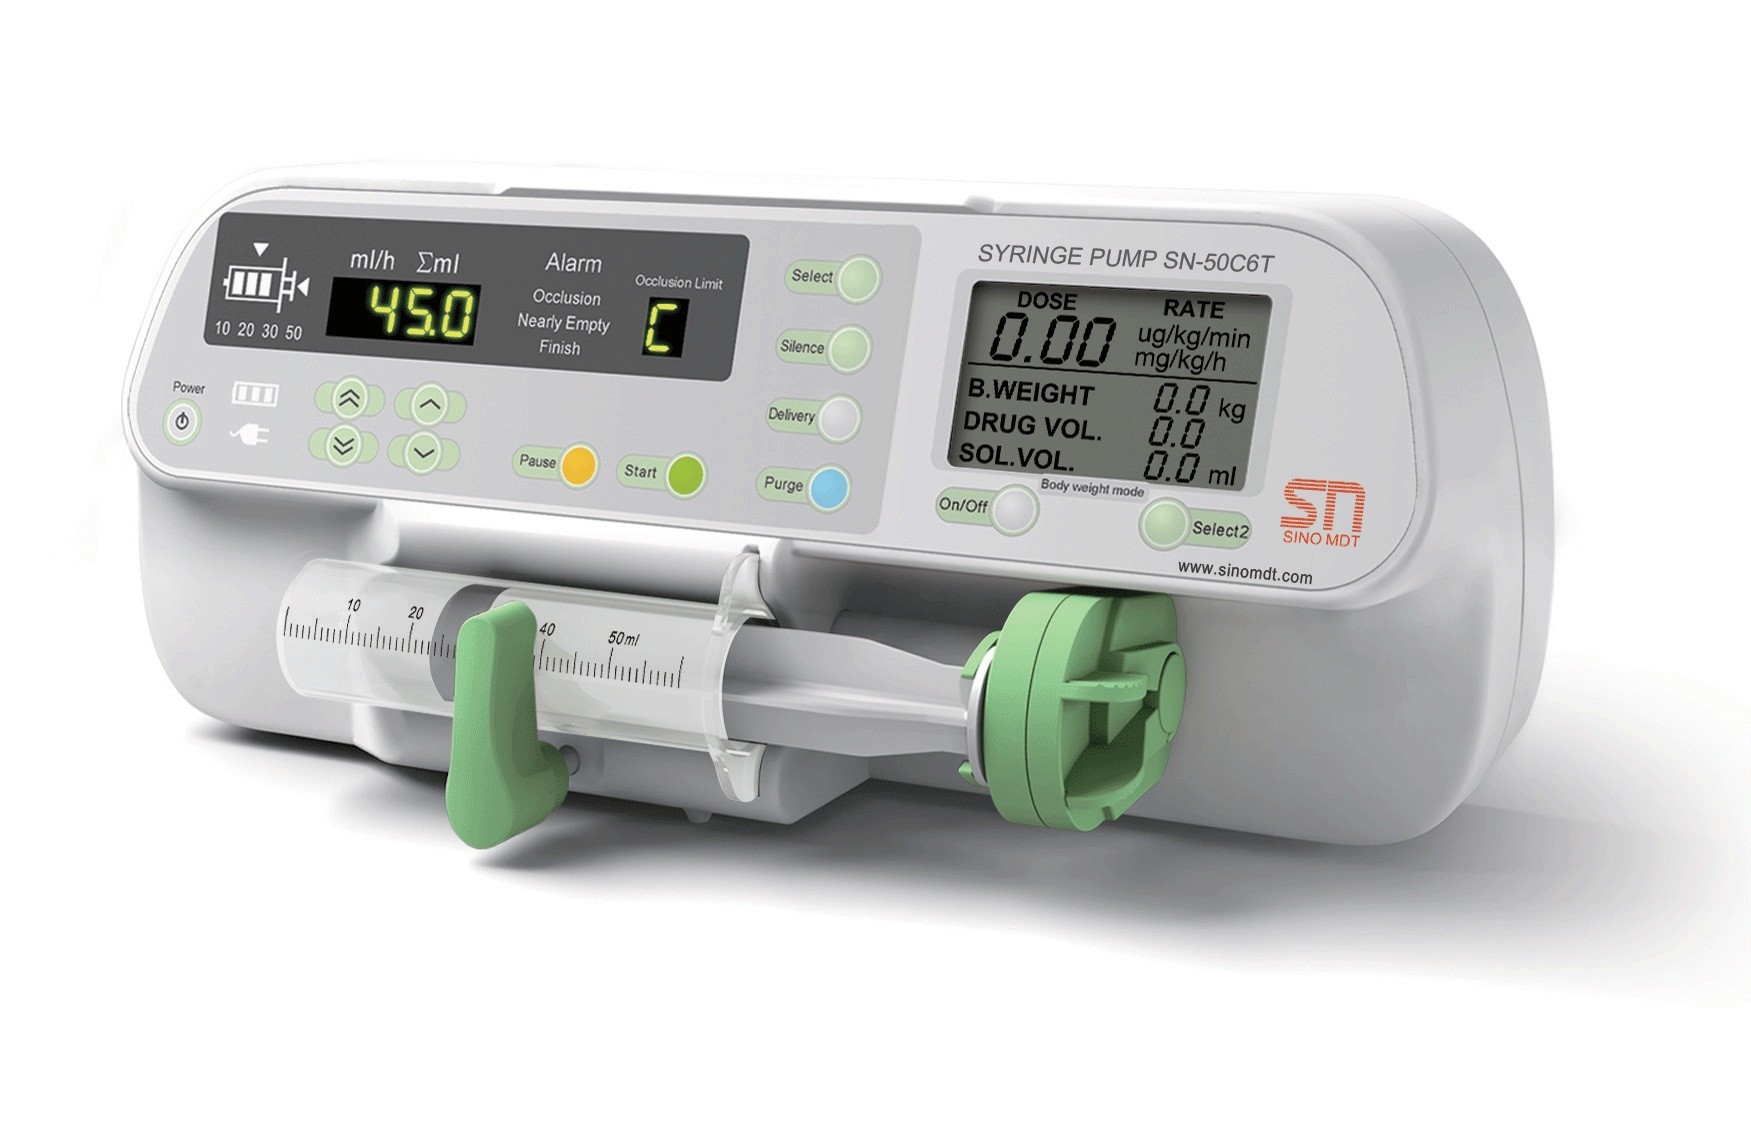 SYRINGE PUMP SN-50C6T
ml/h Σml
Alarm
Occlusion Limit
45.0
Occlusion
Nearly Empty
Finish
C
10 20 30 50
Power
Select
Silence
Delivery
Purge
Pause
Start
DOSE
RATE
0.00
ug/kg/min
mg/kg/h
B.WEIGHT 0.0 kg
DRUG VOL. 0.0
SOL.VOL. 0.0 ml
Body weight mode
On/Off
Select2
SN
SINO MDT
www.sinomdt.com
10 20 40 50ml